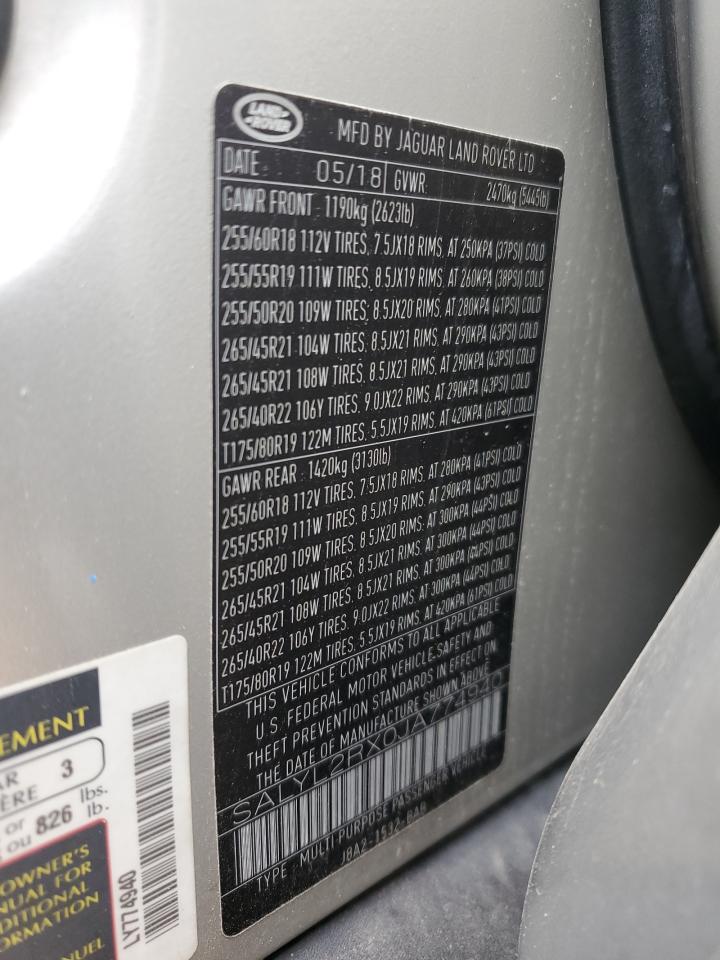 LAND
ROVER
MFD BY JAGUAR LAND ROVER LTD
DATE 05/18 GVWR 2470kg (5445lb)
GAWR FRONT 1190kg (2623lb)
255/60R18 112V TIRES, 7.5JX18 RIMS, AT 250KPA (37PSI) COLD
255/55R19 111W TIRES, 8.5JX19 RIMS, AT 260KPA (38PSI) COLD
255/50R20 109W TIRES, 8.5JX20 RIMS, AT 280KPA (41PSI) COLD
265/45R21 104W TIRES, 8.5JX21 RIMS, AT 290KPA (43PSI) COLD
265/45R21 108W TIRES, 8.5JX21 RIMS, AT 290KPA (43PSI) COLD
265/40R22 106Y TIRES, 9.0JX22 RIMS, AT 290KPA (43PSI) COLD
T175/80R19 122M TIRES, 5.5JX19 RIMS, AT 420KPA (61PSI) COLD
GAWR REAR 1420kg (3130lb)
255/60R18 112V TIRES, 7.5JX18 RIMS, AT 280KPA (41PSI) COLD
255/55R19 111W TIRES, 8.5JX19 RIMS, AT 290KPA (43PSI) COLD
255/50R20 109W TIRES, 8.5JX20 RIMS, AT 300KPA (44PSI) COLD
265/45R21 104W TIRES, 8.5JX21 RIMS, AT 300KPA (44PSI) COLD
265/45R21 108W TIRES, 8.5JX21 RIMS, AT 300KPA (44PSI) COLD
265/40R22 106Y TIRES, 9.0JX22 RIMS, AT 300KPA (44PSI) COLD
T175/80R19 122M TIRES, 5.5JX19 RIMS, AT 420KPA (61PSI) COLD
THIS VEHICLE CONFORMS TO ALL APPLICABLE
U.S. FEDERAL MOTOR VEHICLE SAFETY AND
THEFT PREVENTION STANDARDS IN EFFECT ON
THE DATE OF MANUFACTURE SHOWN ABOVE
SALYL2RX0JA774940
TYPE: MULTI PURPOSE PASSENGER VEHICLE
J8A2-1532-BAB
EMENT
AR
ÈRE 3
or
ou 826 lbs.
lb.
OWNER'S
NUAL FOR
DITIONAL
ORMATION
NUEL
LY774940